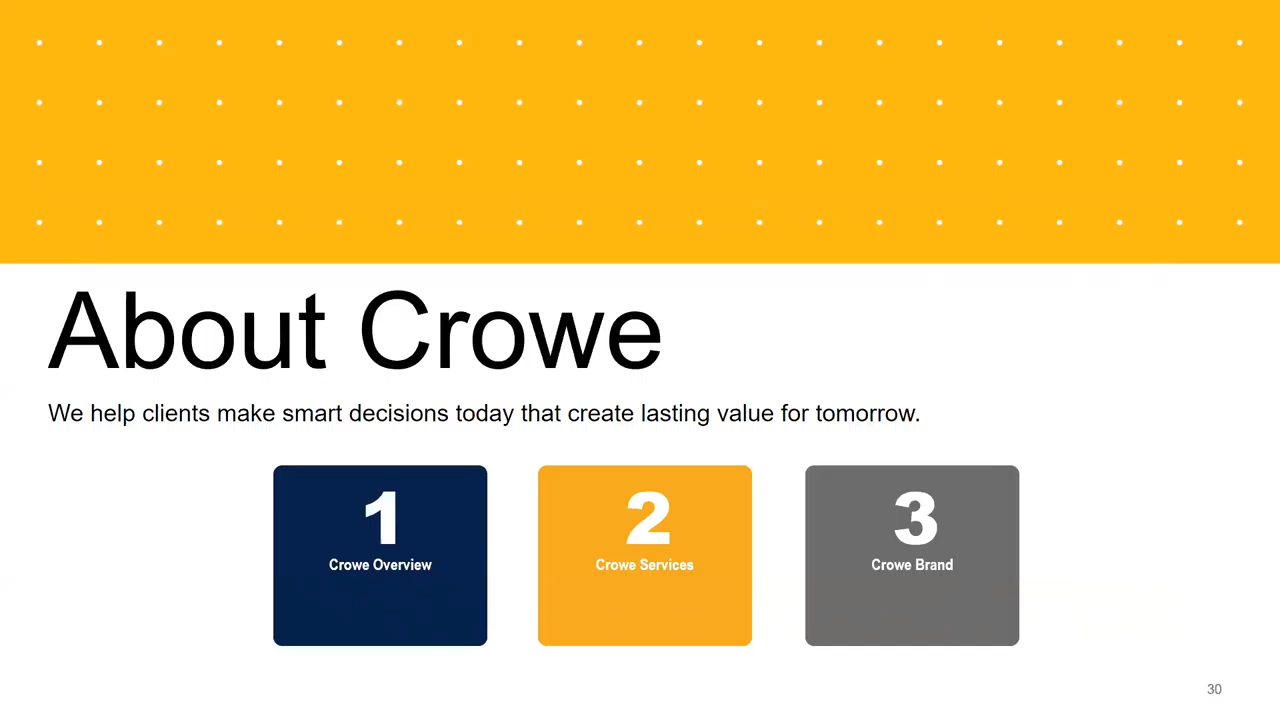 About Crowe
We help clients make smart decisions today that create lasting value for tomorrow.
1
Crowe Overview
2
Crowe Services
3
Crowe Brand
30